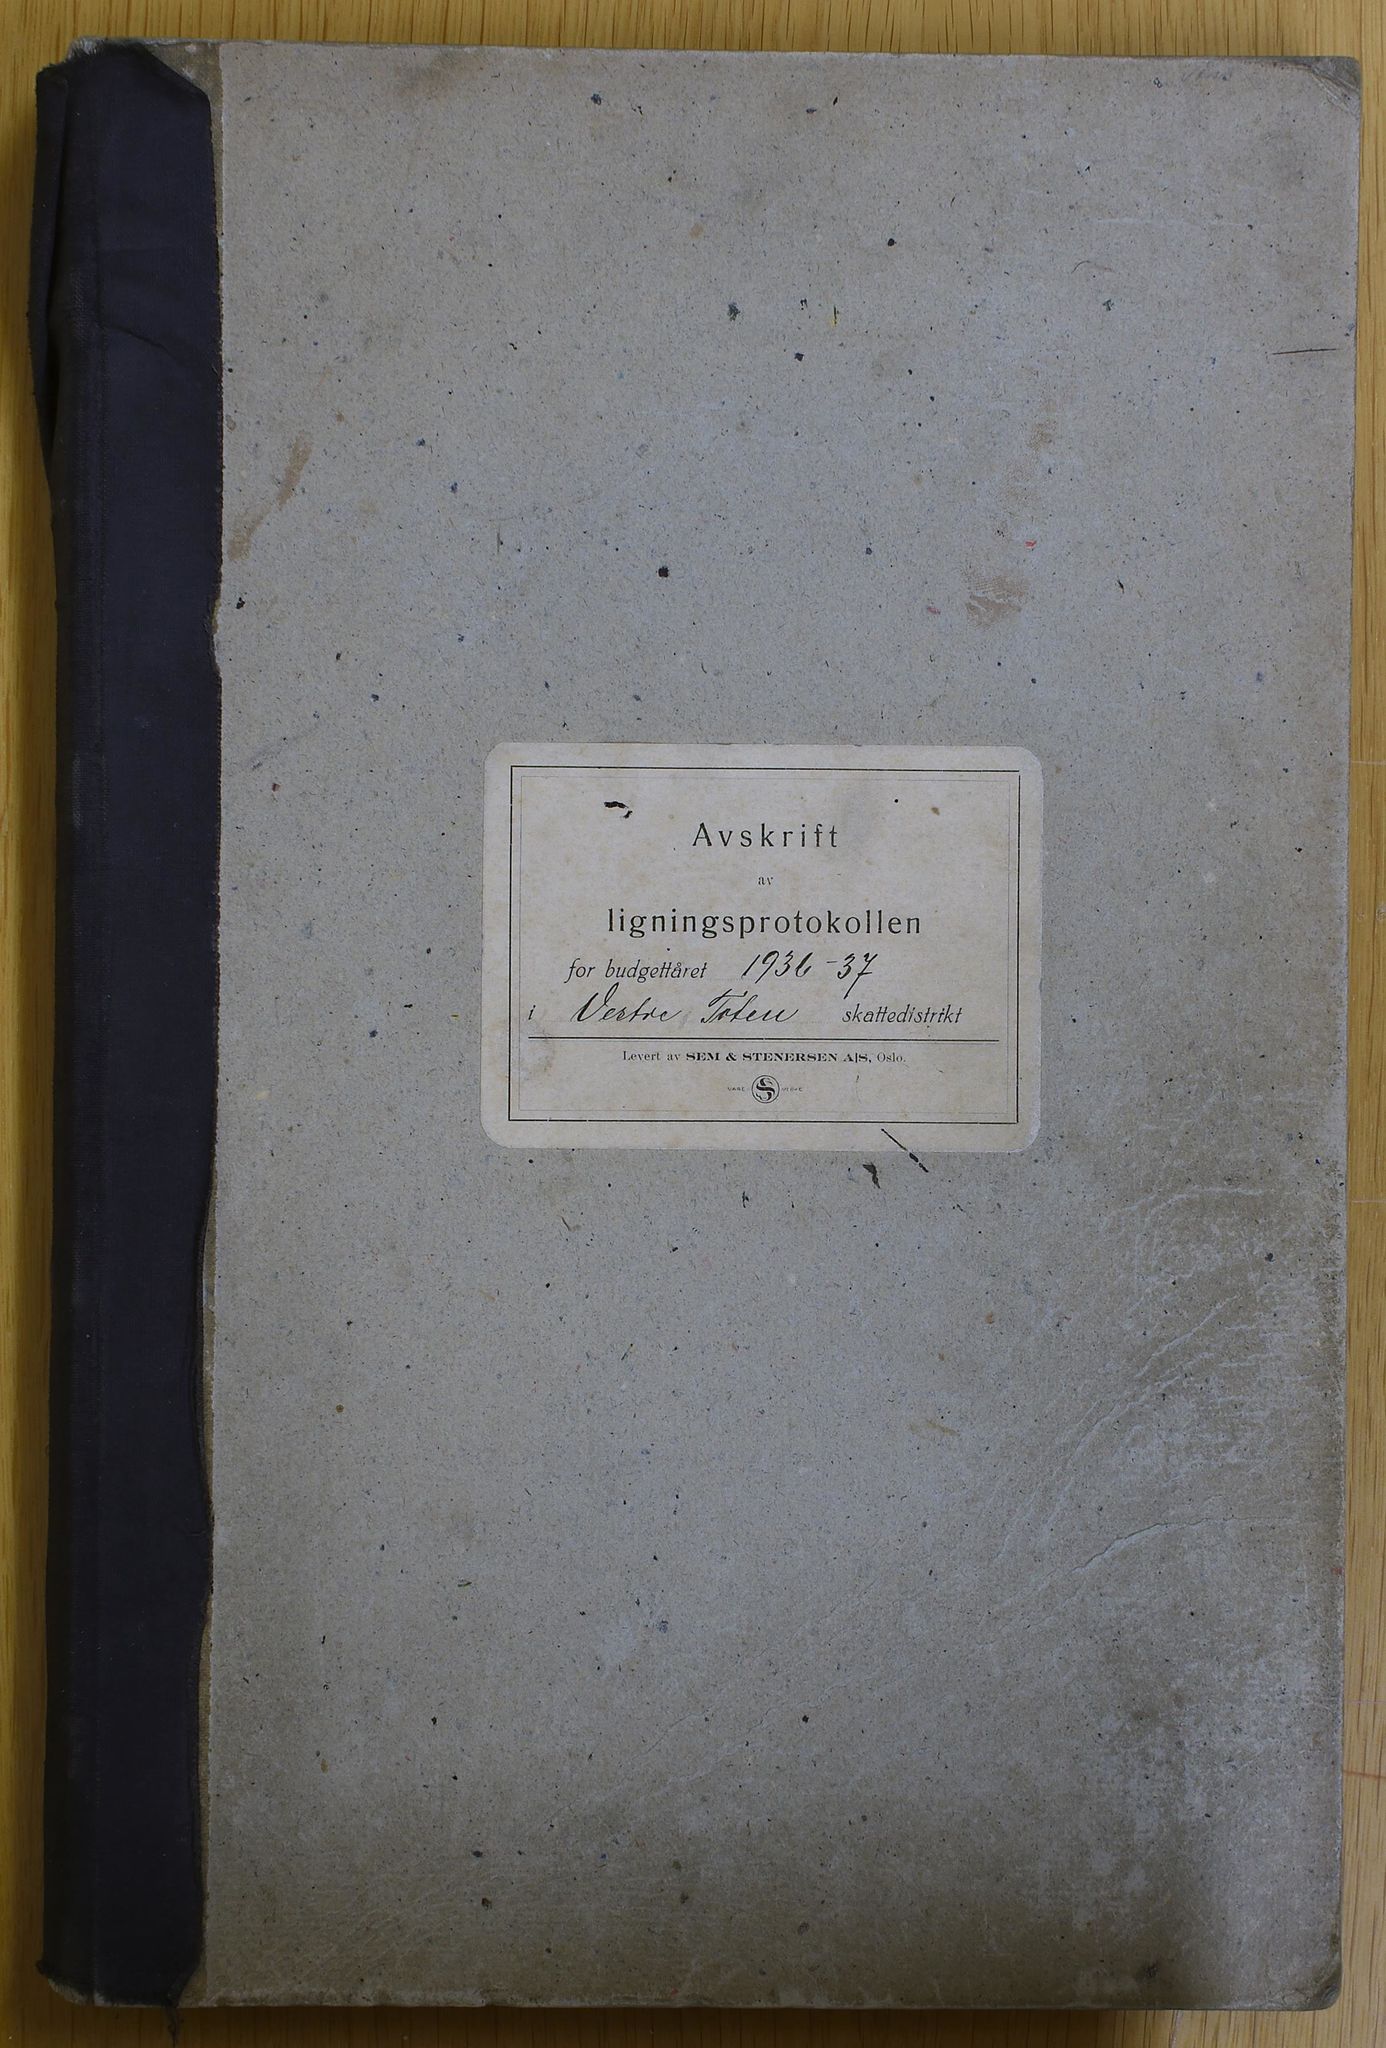 Avskrift
av
ligningsprotokollen
for budgettåret 1936-37
i Vestre Toten skattedistrikt
Levert av SEM & STENERSEN A|S, Oslo.